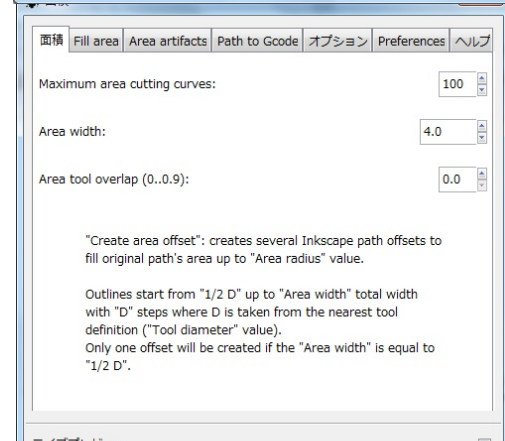 面積 Fill area Area artifacts Path to Gcode オプション Preferences ヘルプ
Maximum area cutting curves: 100
Area width: 4.0
Area tool overlap (0..0.9): 0.0
"Create area offset": creates several Inkscape path offsets to
fill original path's area up to "Area radius" value.
Outlines start from "1/2 D" up to "Area width" total width
with "D" steps where D is taken from the nearest tool
definition ("Tool diameter" value).
Only one offset will be created if the "Area width" is equal to
"1/2 D".